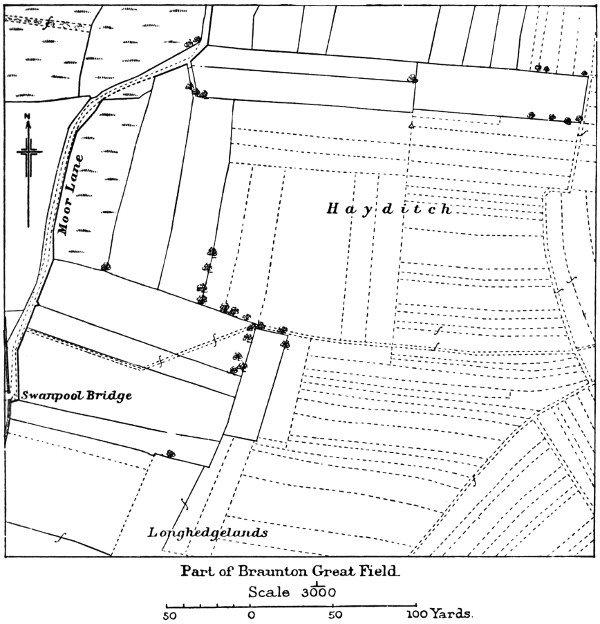 N
Moor Lane
Hayditch
Swanpool Bridge
Longhedgelands
Part of Braunton Great Field.
Scale 1/3000
50 0 50 100 Yards.